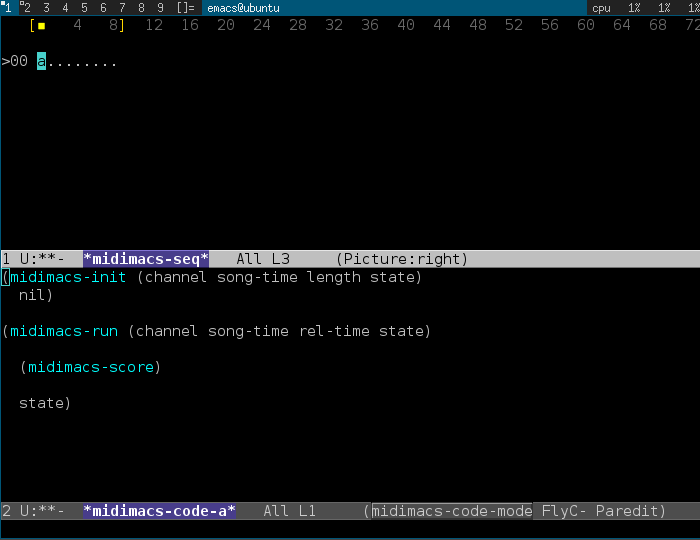 1 2 3 4 5 6 7 8 9 []= emacs@ubuntu cpu 1% 1% 1%
[■ 4 8] 12 16 20 24 28 32 36 40 44 48 52 56 60 64 68 72
>00 a........
1 U:**- *midimacs-seq* All L3 (Picture:right)
(midimacs-init (channel song-time length state)
nil)
(midimacs-run (channel song-time rel-time state)
(midimacs-score)
state)
2 U:**- *midimacs-code-a* All L1 (midimacs-code-mode FlyC- Paredit)